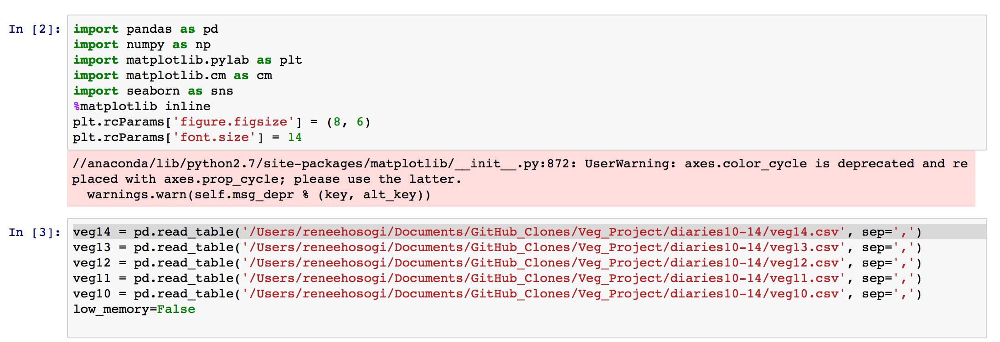 In [2]:
import pandas as pd
import numpy as np
import matplotlib.pylab as plt
import matplotlib.cm as cm
import seaborn as sns
%matplotlib inline
plt.rcParams['figure.figsize'] = (8, 6)
plt.rcParams['font.size'] = 14
//anaconda/lib/python2.7/site-packages/matplotlib/__init__.py:872: UserWarning: axes.color_cycle is deprecated and re
placed with axes.prop_cycle; please use the latter.
  warnings.warn(self.msg_depr % (key, alt_key))
In [3]:
veg14 = pd.read_table('/Users/reneehosogi/Documents/GitHub_Clones/Veg_Project/diaries10-14/veg14.csv', sep=',')
veg13 = pd.read_table('/Users/reneehosogi/Documents/GitHub_Clones/Veg_Project/diaries10-14/veg13.csv', sep=',')
veg12 = pd.read_table('/Users/reneehosogi/Documents/GitHub_Clones/Veg_Project/diaries10-14/veg12.csv', sep=',')
veg11 = pd.read_table('/Users/reneehosogi/Documents/GitHub_Clones/Veg_Project/diaries10-14/veg11.csv', sep=',')
veg10 = pd.read_table('/Users/reneehosogi/Documents/GitHub_Clones/Veg_Project/diaries10-14/veg10.csv', sep=',')
low_memory=False